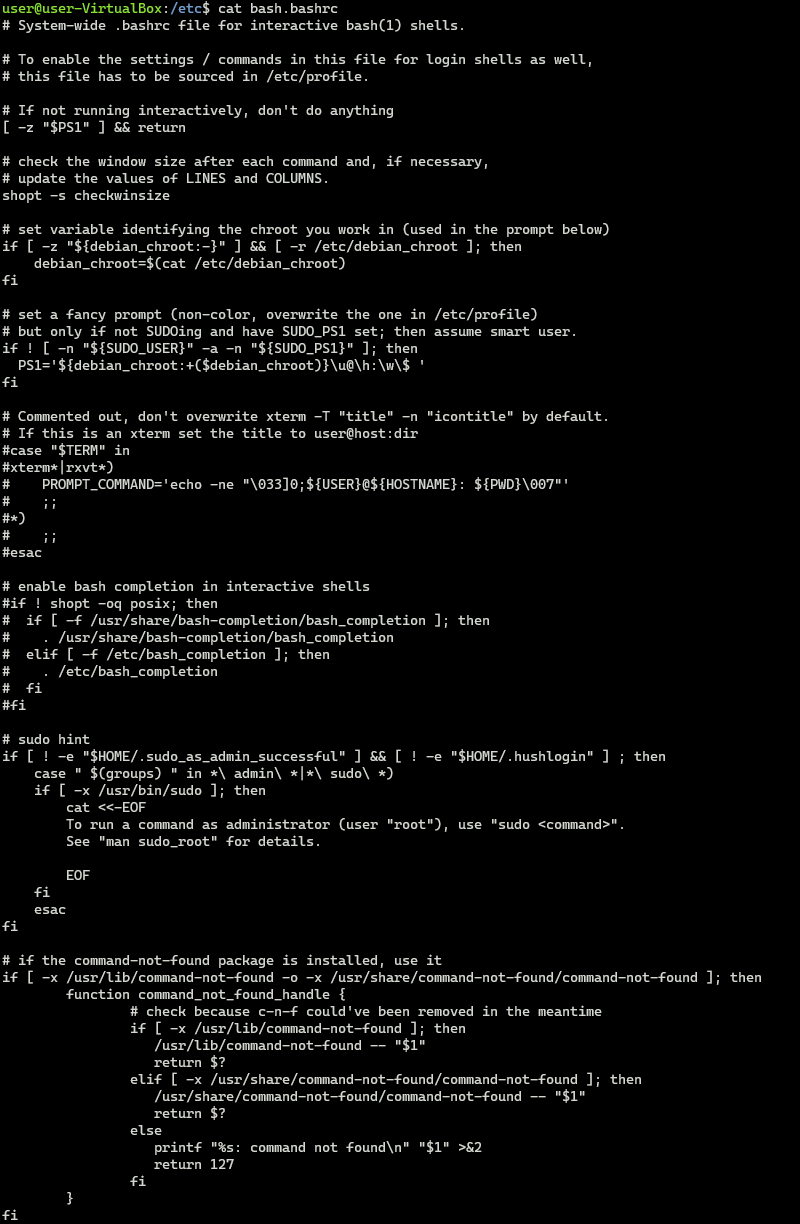 user@user-VirtualBox:/etc$ cat bash.bashrc
# System-wide .bashrc file for interactive bash(1) shells.

# To enable the settings / commands in this file for login shells as well,
# this file has to be sourced in /etc/profile.

# If not running interactively, don't do anything
[ -z "$PS1" ] && return

# check the window size after each command and, if necessary,
# update the values of LINES and COLUMNS.
shopt -s checkwinsize

# set variable identifying the chroot you work in (used in the prompt below)
if [ -z "${debian_chroot:-}" ] && [ -r /etc/debian_chroot ]; then
    debian_chroot=$(cat /etc/debian_chroot)
fi

# set a fancy prompt (non-color, overwrite the one in /etc/profile)
# but only if not SUDOing and have SUDO_PS1 set; then assume smart user.
if ! [ -n "${SUDO_USER}" -a -n "${SUDO_PS1}" ]; then
  PS1='${debian_chroot:+($debian_chroot)}\u@\h:\w\$ '
fi

# Commented out, don't overwrite xterm -T "title" -n "icontitle" by default.
# If this is an xterm set the title to user@host:dir
#case "$TERM" in
#xterm*|rxvt*)
#    PROMPT_COMMAND='echo -ne "\033]0;${USER}@${HOSTNAME}: ${PWD}\007"'
#    ;;
#*)
#    ;;
#esac

# enable bash completion in interactive shells
#if ! shopt -oq posix; then
#  if [ -f /usr/share/bash-completion/bash_completion ]; then
#    . /usr/share/bash-completion/bash_completion
#  elif [ -f /etc/bash_completion ]; then
#    . /etc/bash_completion
#  fi
#fi

# sudo hint
if [ ! -e "$HOME/.sudo_as_admin_successful" ] && [ ! -e "$HOME/.hushlogin" ] ; then
    case " $(groups) " in *\ admin\ *|*\ sudo\ *)
    if [ -x /usr/bin/sudo ]; then
        cat <<-EOF
        To run a command as administrator (user "root"), use "sudo <command>".
        See "man sudo_root" for details.

        EOF
    fi
    esac
fi

# if the command-not-found package is installed, use it
if [ -x /usr/lib/command-not-found -o -x /usr/share/command-not-found/command-not-found ]; then
        function command_not_found_handle {
                # check because c-n-f could've been removed in the meantime
                if [ -x /usr/lib/command-not-found ]; then
                   /usr/lib/command-not-found -- "$1"
                   return $?
                elif [ -x /usr/share/command-not-found/command-not-found ]; then
                   /usr/share/command-not-found/command-not-found -- "$1"
                   return $?
                else
                   printf "%s: command not found\n" "$1" >&2
                   return 127
                fi
        }
fi